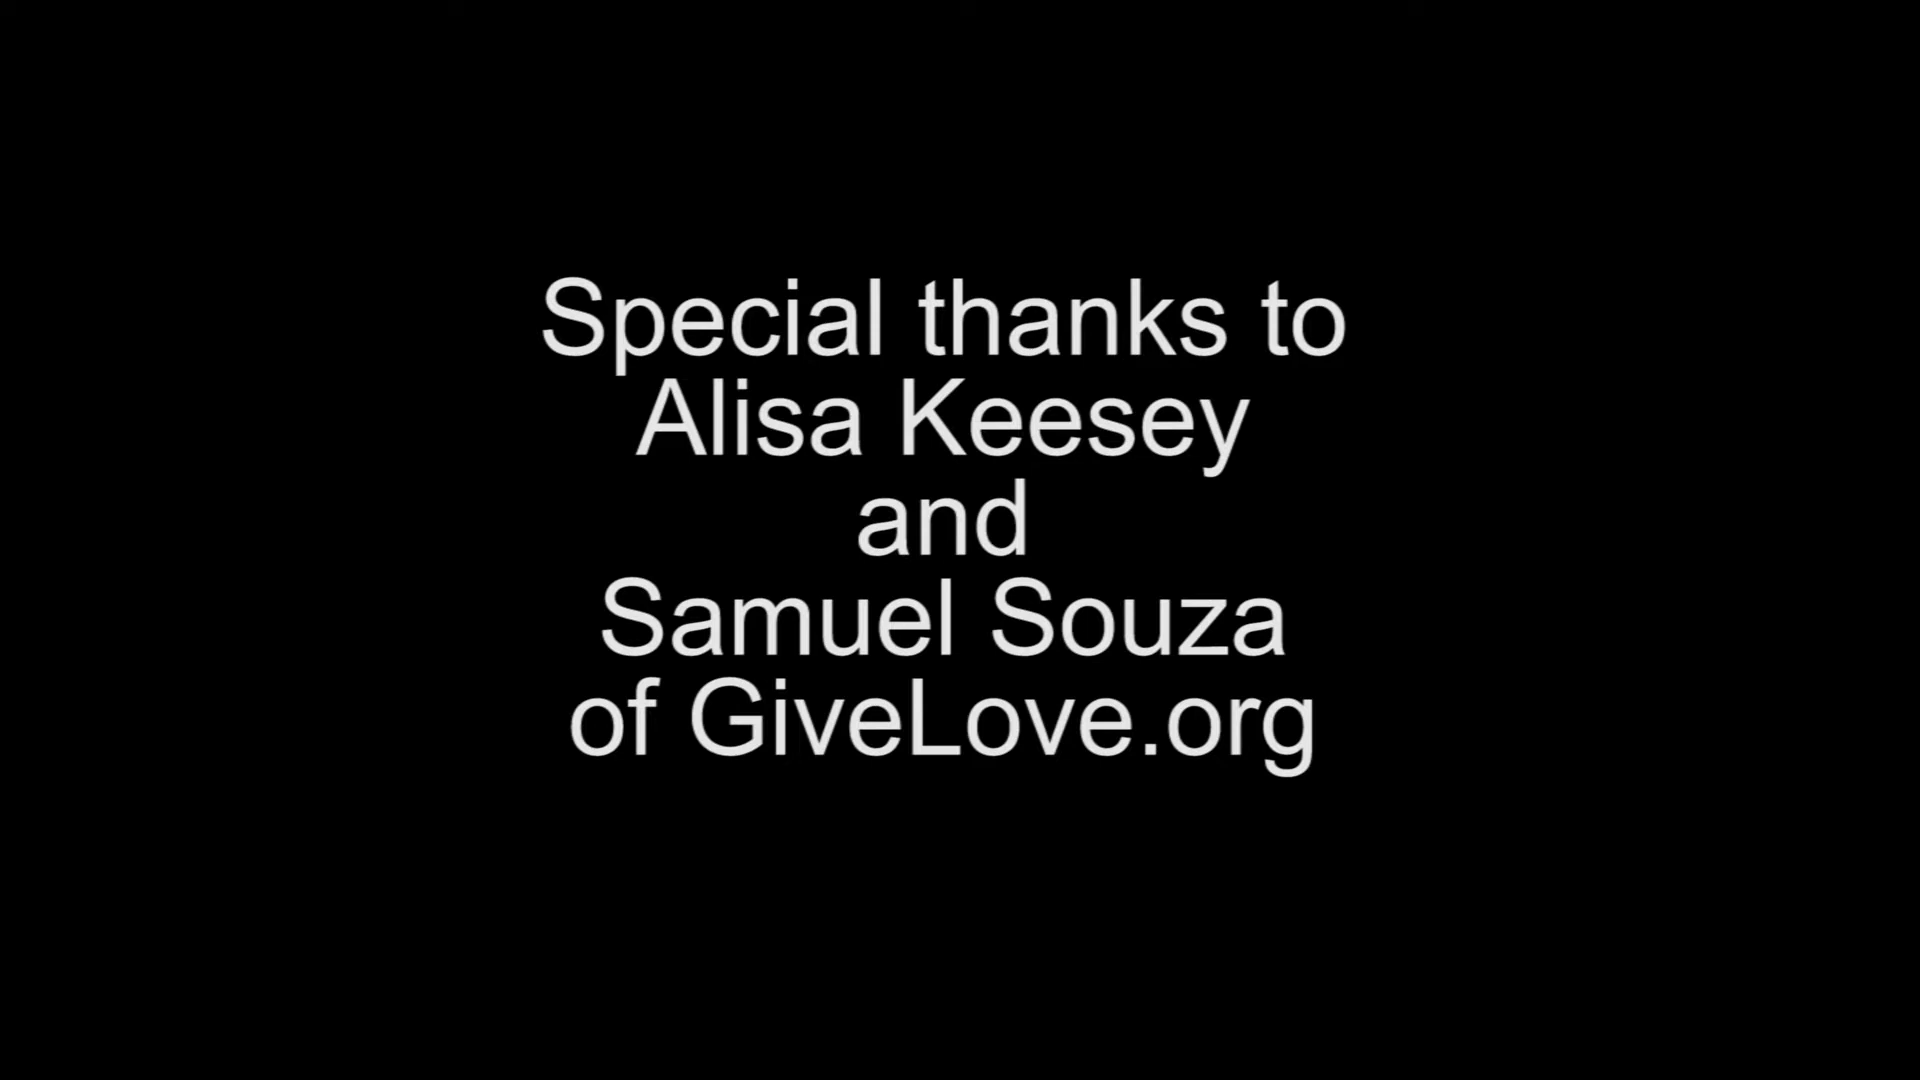 Special thanks to
Alisa Keesey
and
Samuel Souza
of GiveLove.org